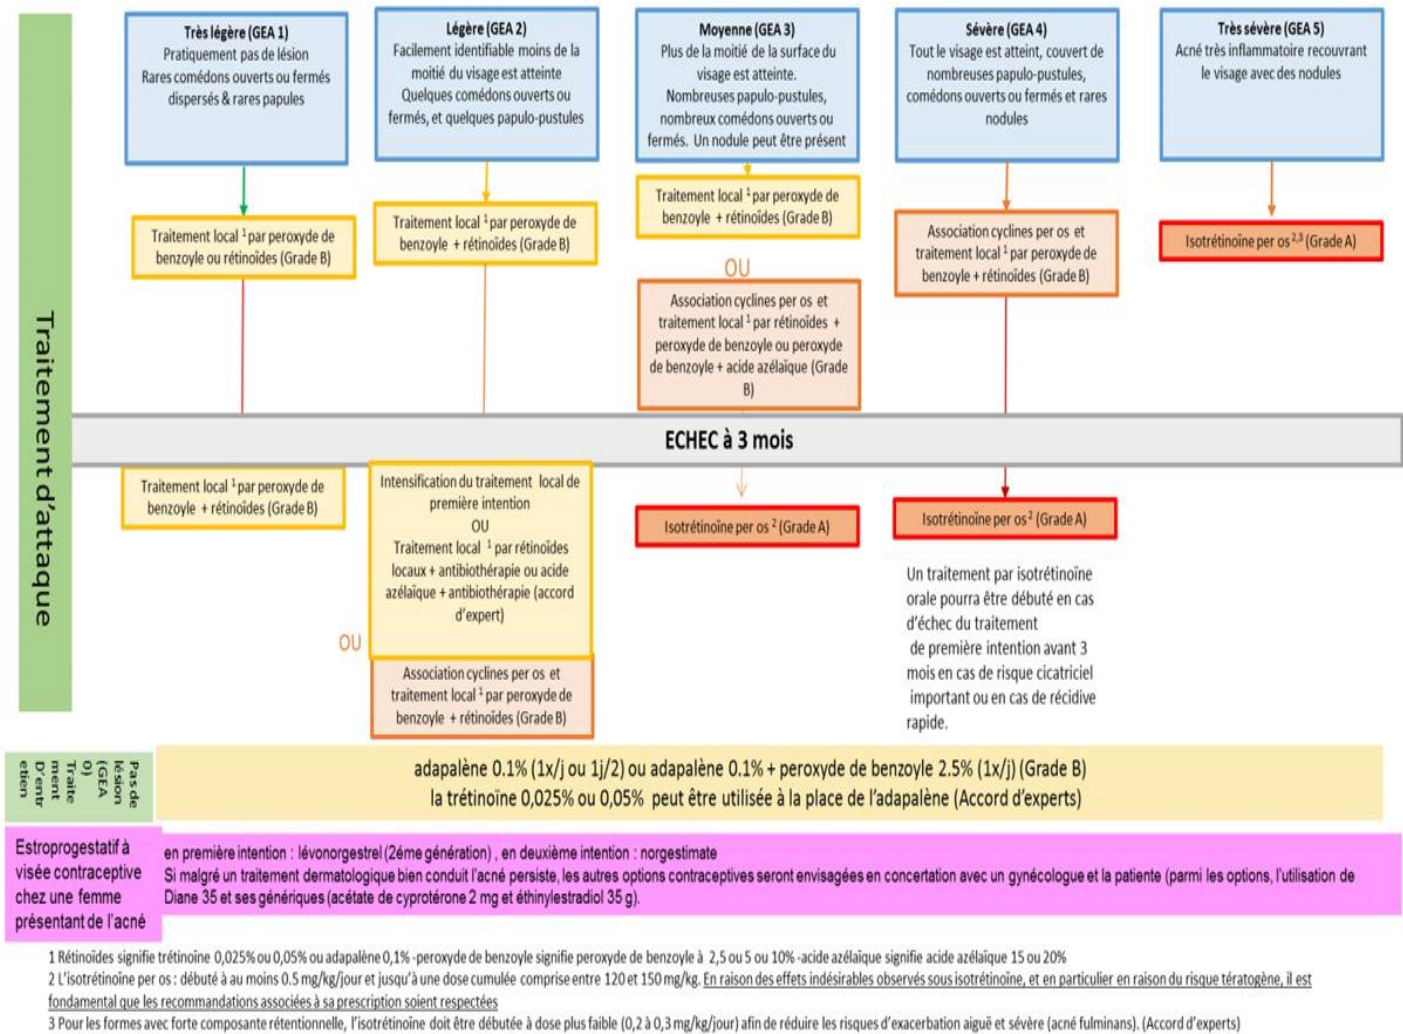 Traitement d'attaque
Très légère (GEA 1)
Pratiquement pas de lésion
Rares comédons ouverts ou fermés
dispersés & rares papules
Légère (GEA 2)
Facilement identifiable moins de la
moitié du visage est atteinte
Quelques comédons ouverts ou
fermés, et quelques papulo-pustules
Moyenne (GEA 3)
Plus de la moitié de la surface du
visage est atteinte.
Nombreuses papulo-pustules,
nombreux comédons ouverts ou
fermés. Un nodule peut être présent
Sévère (GEA 4)
Tout le visage est atteint, couvert de
nombreuses papulo-pustules,
comédons ouverts ou fermés et rares
nodules
Très sévère (GEA 5)
Acné très inflammatoire recouvrant
le visage avec des nodules
Traitement local ¹ par peroxyde de
benzoyle ou rétinoïdes (Grade B)
Traitement local ¹ par peroxyde de
benzoyle + rétinoïdes (Grade B)
Traitement local ¹ par peroxyde de
benzoyle + rétinoïdes (Grade B)
OU
Association cyclines per os et
traitement local ¹ par rétinoïdes +
peroxyde de benzoyle ou peroxyde
de benzoyle + acide azélaïque (Grade
B)
Association cyclines per os et
traitement local ¹ par peroxyde de
benzoyle + rétinoïdes (Grade B)
Isotrétinoïne per os ²,³ (Grade A)
ECHEC à 3 mois
Traitement local ¹ par peroxyde de
benzoyle + rétinoïdes (Grade B)
Intensification du traitement local de
première intention
OU
Traitement local ¹ par rétinoïdes
locaux + antibiothérapie ou acide
azélaïque + antibiothérapie (accord
d'expert)
OU
Association cyclines per os et
traitement local ¹ par peroxyde de
benzoyle + rétinoïdes (Grade B)
Isotrétinoïne per os ² (Grade A)
Isotrétinoïne per os ² (Grade A)
Un traitement par isotrétinoïne
orale pourra être débuté en cas
d'échec du traitement
de première intention avant 3
mois en cas de risque cicatriciel
important ou en cas de récidive
rapide.
Pas de
lésion
(GEA
0)
Traite
ment
D'entr
etien
adapalène 0.1% (1x/j ou 1j/2) ou adapalène 0.1% + peroxyde de benzoyle 2.5% (1x/j) (Grade B)
la trétinoïne 0,025% ou 0,05% peut être utilisée à la place de l'adapalène (Accord d'experts)
Estroprogestatif à
visée contraceptive
chez une femme
présentant de l'acné
en première intention : lévonorgestrel (2éme génération) , en deuxième intention : norgestimate
Si malgré un traitement dermatologique bien conduit l'acné persiste, les autres options contraceptives seront envisagées en concertation avec un gynécologue et la patiente (parmi les options, l'utilisation de
Diane 35 et ses génériques (acétate de cyprotérone 2 mg et éthinylestradiol 35 g).
1 Rétinoïdes signifie trétinoïne 0,025% ou 0,05% ou adapalène 0,1% -peroxyde de benzoyle signifie peroxyde de benzoyle à 2,5 ou 5 ou 10% -acide azélaïque signifie acide azélaïque 15 ou 20%
2 L'isotrétinoïne per os : débuté à au moins 0.5 mg/kg/jour et jusqu'à une dose cumulée comprise entre 120 et 150 mg/kg. En raison des effets indésirables observés sous isotrétinoïne, et en particulier en raison du risque tératogène, il est
fondamental que les recommandations associées à sa prescription soient respectées
3 Pour les formes avec forte composante rétentionnelle, l'isotrétinoïne doit être débutée à dose plus faible (0,2 à 0,3 mg/kg/jour) afin de réduire les risques d'exacerbation aiguë et sévère (acné fulminans). (Accord d'experts)